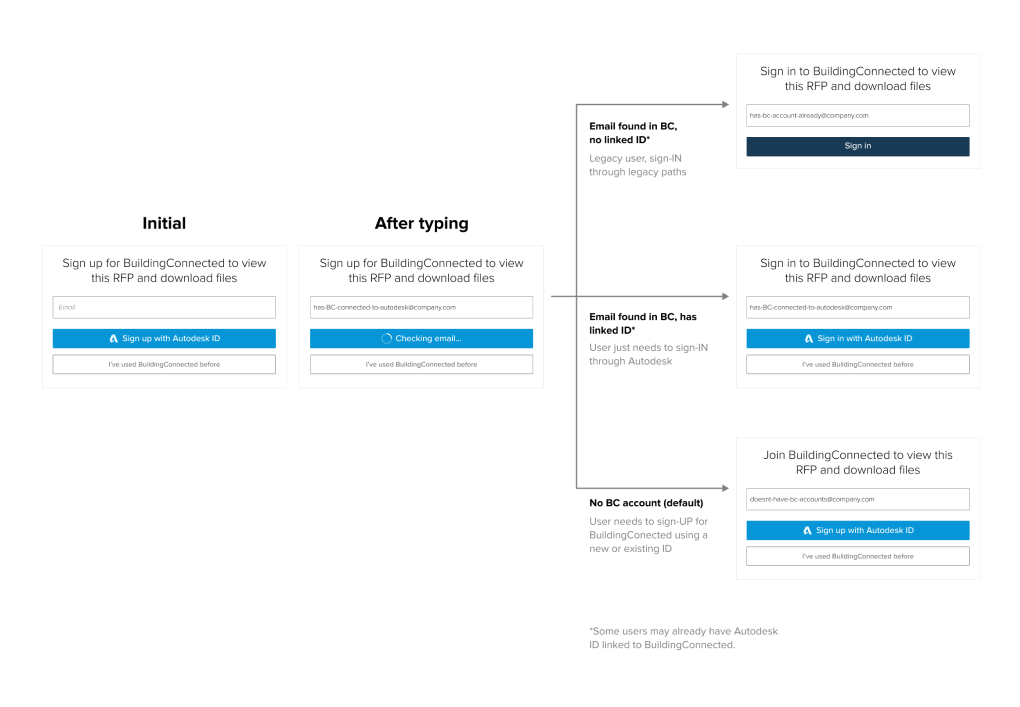 Initial
Sign up for BuildingConnected to view
this RFP and download files
Email
Sign up with Autodesk ID
I've used BuildingConnected before
After typing
Sign up for BuildingConnected to view
this RFP and download files
has-BC-connected-to-autodesk@company.com
Checking email...
I've used BuildingConnected before
Email found in BC,
no linked ID*
Legacy user, sign-IN
through legacy paths
Sign in to BuildingConnected to view
this RFP and download files
has-bc-account-already@company.com
Sign in
Email found in BC, has
linked ID*
User just needs to sign-IN
through Autodesk
Sign in to BuildingConnected to view
this RFP and download files
has-BC-connected-to-autodesk@company.com
Sign in with Autodesk ID
I've used BuildingConnected before
No BC account (default)
User needs to sign-UP for
BuildingConected using a
new or existing ID
Join BuildingConnected to view this
RFP and download files
doesnt-have-bc-accounts@company.com
Sign up with Autodesk ID
I've used BuildingConnected before
*Some users may already have Autodesk
ID linked to BuildingConnected.